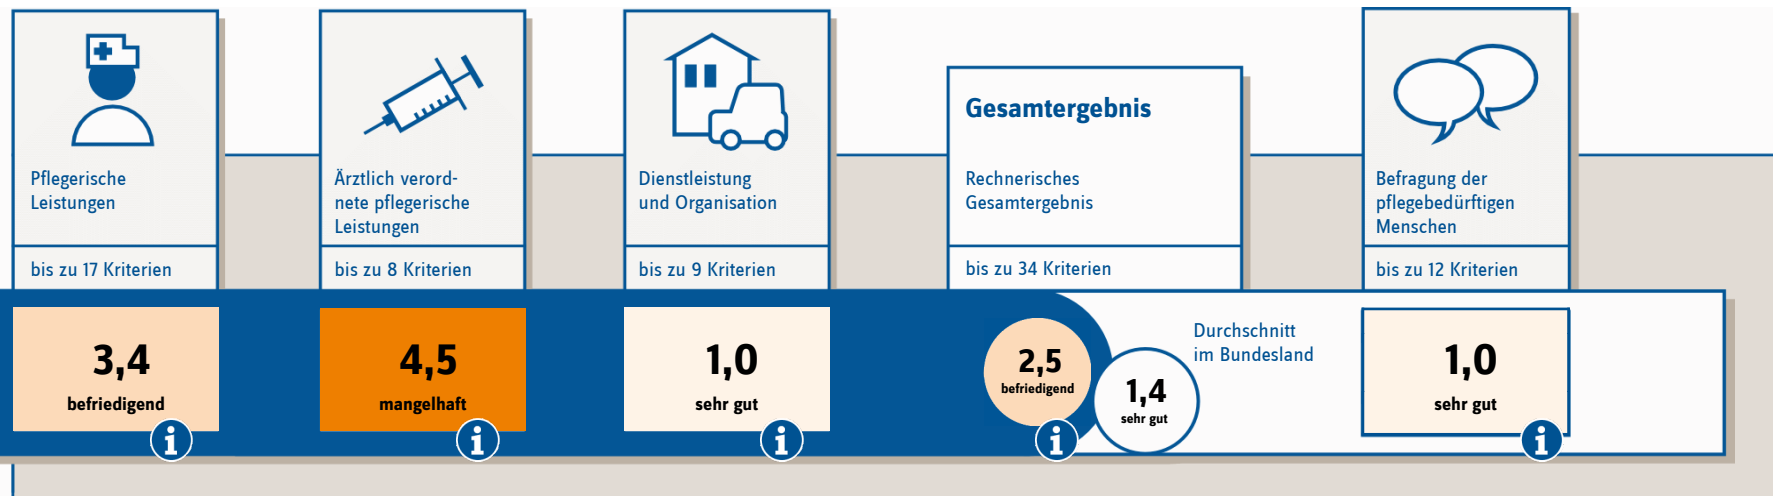 Pflegerische
Leistungen
bis zu 17 Kriterien
3,4
befriedigend
i
Ärztlich verord-
nete pflegerische
Leistungen
bis zu 8 Kriterien
4,5
mangelhaft
i
Dienstleistung
und Organisation
bis zu 9 Kriterien
1,0
sehr gut
i
Gesamtergebnis
Rechnerisches
Gesamtergebnis
bis zu 34 Kriterien
2,5
befriedigend
i
1,4
sehr gut
Durchschnitt
im Bundesland
Befragung der
pflegebedürftigen
Menschen
bis zu 12 Kriterien
1,0
sehr gut
i